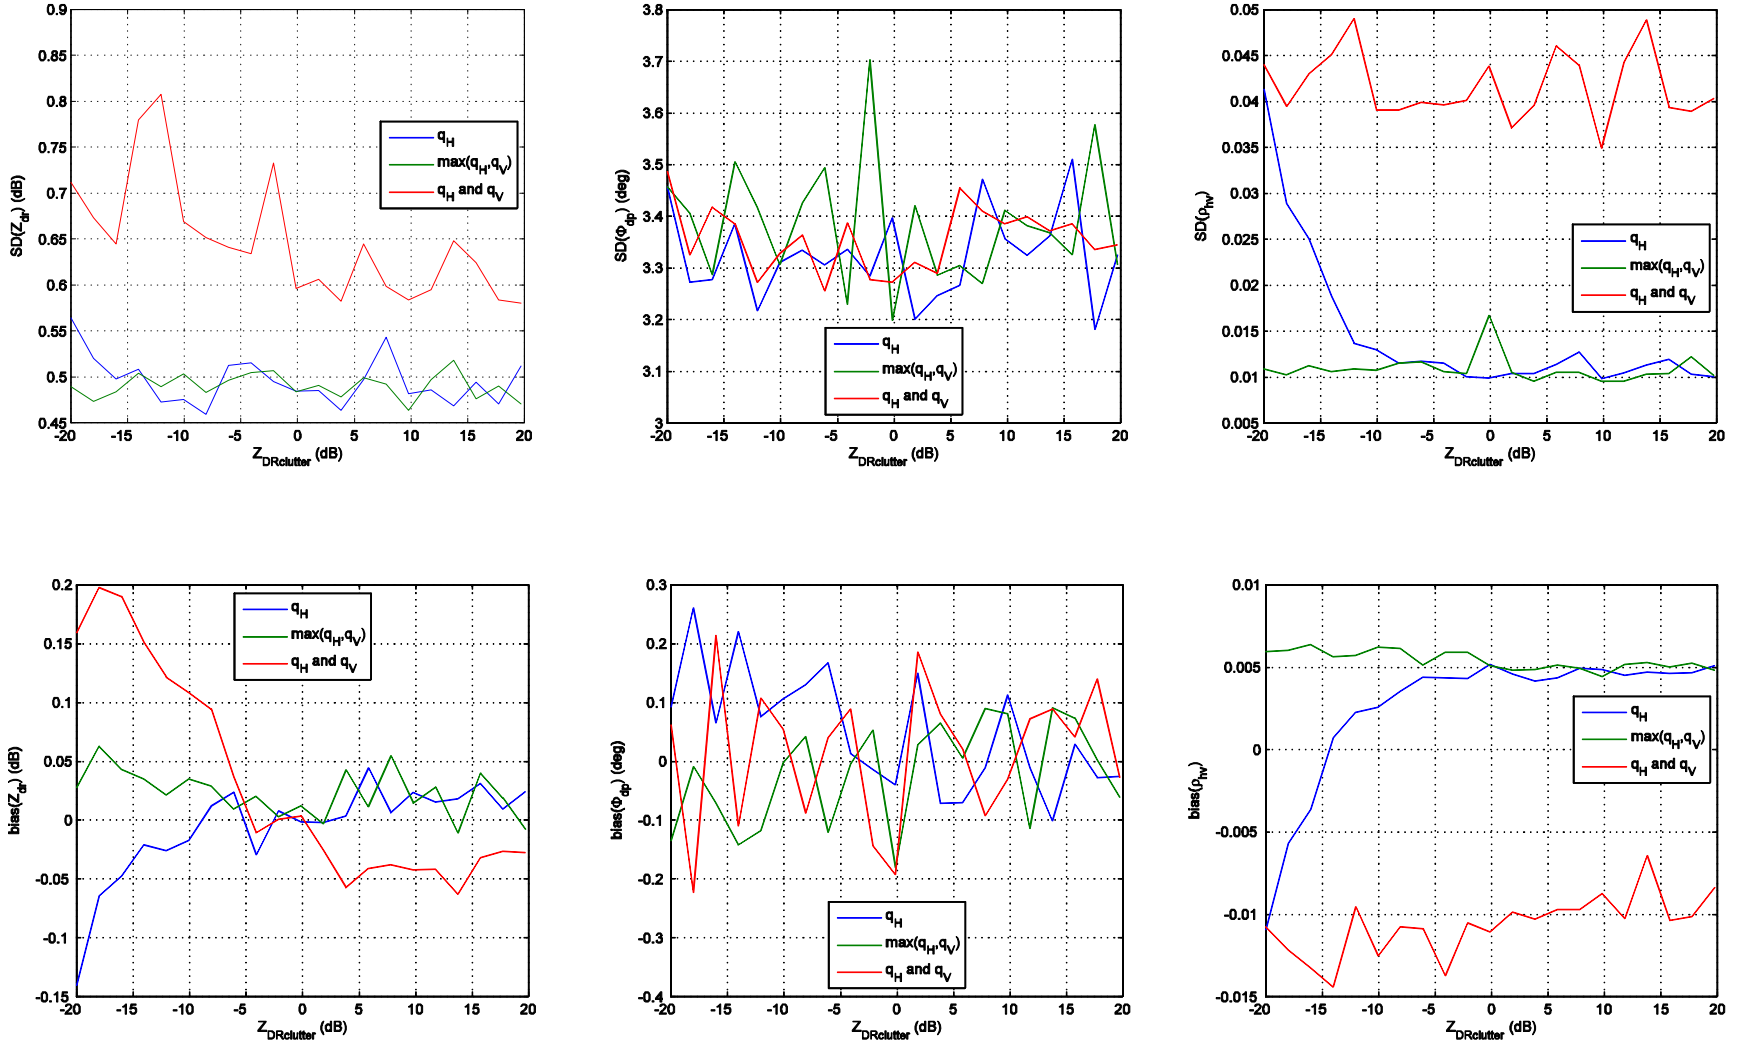 0.9
0.85
0.8
0.75
0.7
0.65
0.6
0.55
0.5
0.45
SD(Z_dr) (dB)
-20 -15 -10 -5 0 5 10 15 20
Z_DRclutter (dB)
q_H
max(q_H,q_V)
q_H and q_V
3.8
3.7
3.6
3.5
3.4
3.3
3.2
3.1
3
SD(Φ_dp) (deg)
-20 -15 -10 -5 0 5 10 15 20
Z_DRclutter (dB)
q_H
max(q_H,q_V)
q_H and q_V
0.05
0.045
0.04
0.035
0.03
0.025
0.02
0.015
0.01
0.005
SD(ρ_hv)
-20 -15 -10 -5 0 5 10 15 20
Z_DRclutter (dB)
q_H
max(q_H,q_V)
q_H and q_V
0.2
0.15
0.1
0.05
0
-0.05
-0.1
-0.15
bias(Z_dr) (dB)
-20 -15 -10 -5 0 5 10 15 20
Z_DRclutter (dB)
q_H
max(q_H,q_V)
q_H and q_V
0.3
0.2
0.1
0
-0.1
-0.2
-0.3
-0.4
bias(Φ_dp) (deg)
-20 -15 -10 -5 0 5 10 15 20
Z_DRclutter (dB)
q_H
max(q_H,q_V)
q_H and q_V
0.01
0.005
0
-0.005
-0.01
-0.015
bias(ρ_hv)
-20 -15 -10 -5 0 5 10 15 20
Z_DRclutter (dB)
q_H
max(q_H,q_V)
q_H and q_V